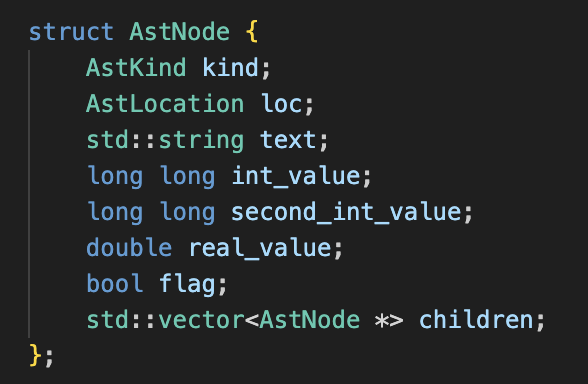 struct AstNode {
    AstKind kind;
    AstLocation loc;
    std::string text;
    long long int_value;
    long long second_int_value;
    double real_value;
    bool flag;
    std::vector<AstNode *> children;
};